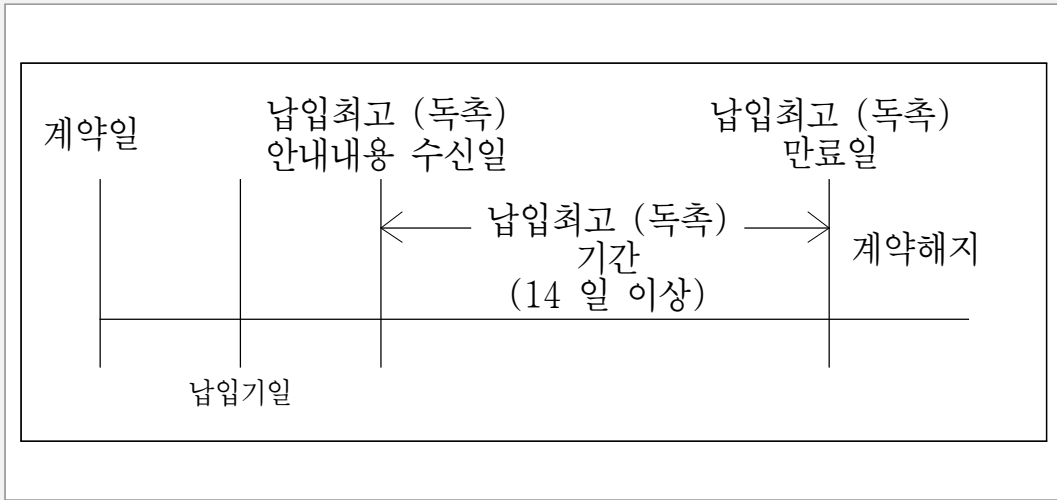 계약일
납입최고 (독촉)
안내내용 수신일
납입최고 (독촉)
만료일
납입최고 (독촉)
기간
(14 일 이상)
계약해지
납입기일